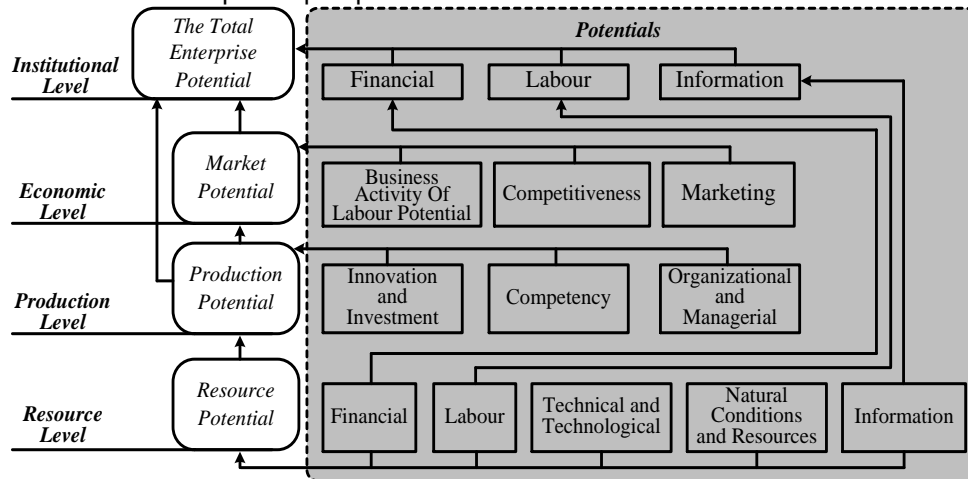 The Total
Enterprise
Potential
Potentials
Institutional
Level
Financial
Labour
Information
Market
Potential
Economic
Level
Business
Activity Of
Labour Potential
Competitiveness
Marketing
Production
Potential
Production
Level
Innovation
and
Investment
Competency
Organizational
and
Managerial
Resource
Potential
Resource
Level
Financial
Labour
Technical and
Technological
Natural
Conditions
and Resources
Information